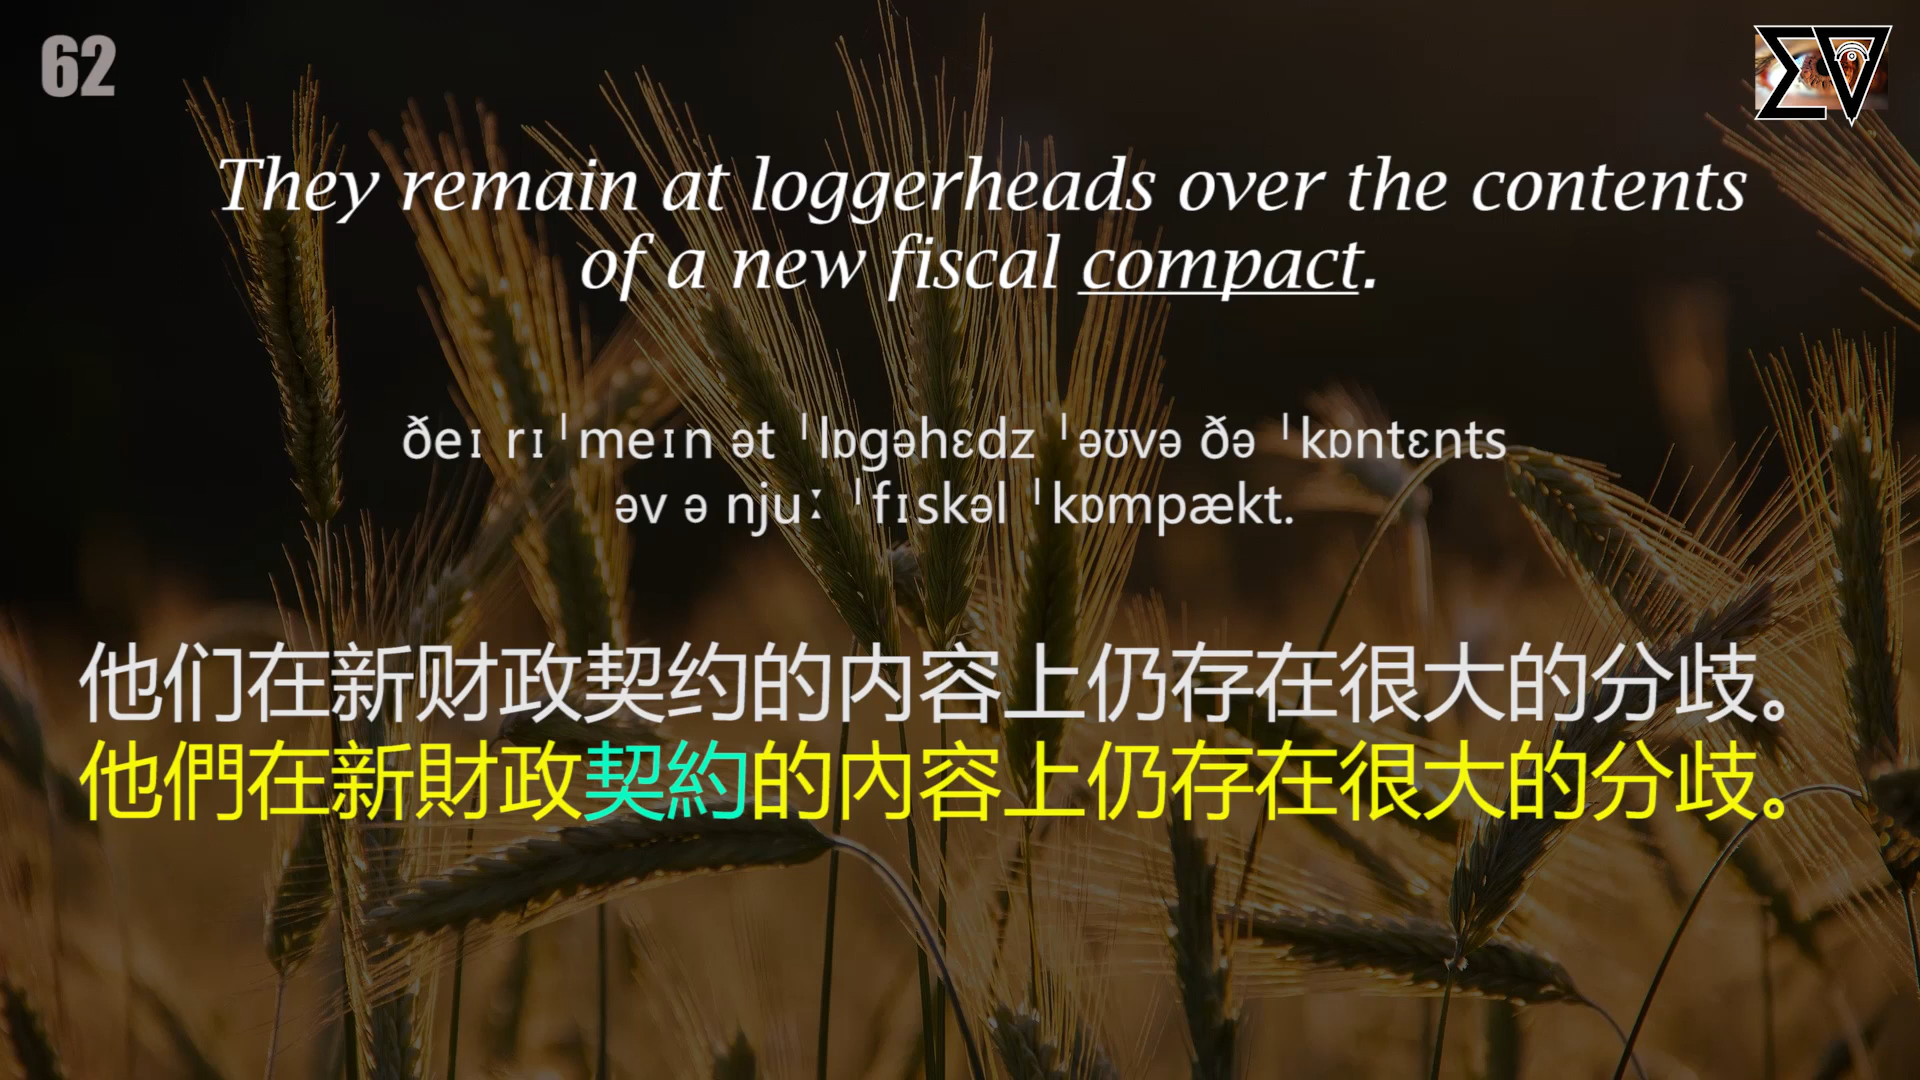 62
They remain at loggerheads over the contents
of a new fiscal compact.
ðeɪ rɪˈmeɪn ət ˈlɒgəhɛdz ˈəʊvə ðə ˈkɒntɛnts
əv ə njuː ˈfɪskəl ˈkɒmpækt.
他们在新财政契约的内容上仍存在很大的分歧。
他們在新財政契約的內容上仍存在很大的分歧。